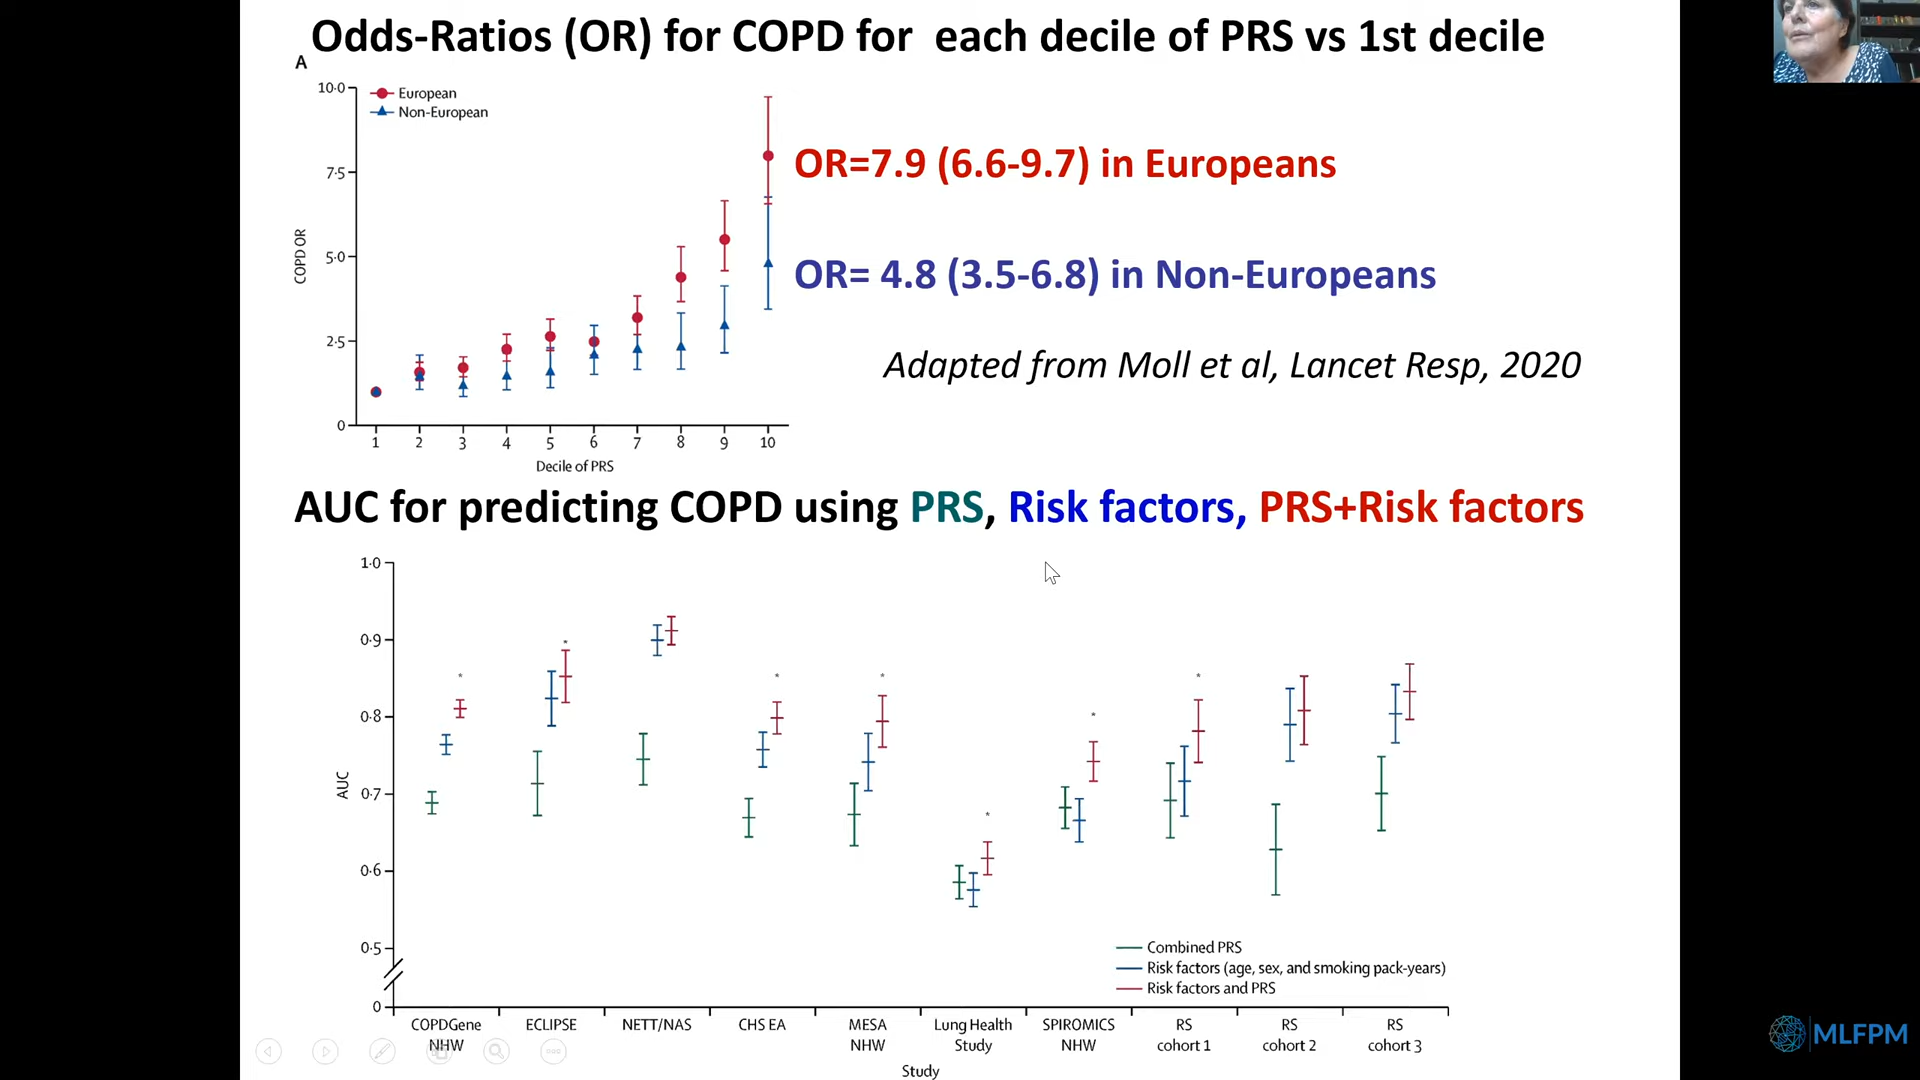 Odds-Ratios (OR) for COPD for each decile of PRS vs 1st decile
A
10·0
7·5
5·0
2·5
0
COPD OR
European
Non-European
1 2 3 4 5 6 7 8 9 10
Decile of PRS
OR=7.9 (6.6-9.7) in Europeans
OR= 4.8 (3.5-6.8) in Non-Europeans
Adapted from Moll et al, Lancet Resp, 2020
AUC for predicting COPD using PRS, Risk factors, PRS+Risk factors
1·0
0·9
0·8
0·7
0·6
0·5
0
AUC
* * * * * * *
Combined PRS
Risk factors (age, sex, and smoking pack-years)
Risk factors and PRS
COPDGene NHW
ECLIPSE
NETT/NAS
CHS EA
MESA NHW
Lung Health Study
SPIROMICS NHW
RS cohort 1
RS cohort 2
RS cohort 3
Study
MLFPM